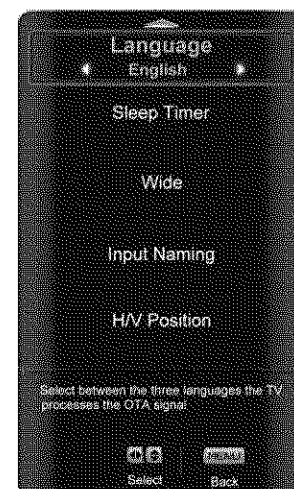 Language
English
Sleep Timer
Wide
Input Naming
H/V Position
Select between the three languages the TV
processes the OTA signal
Select
Back